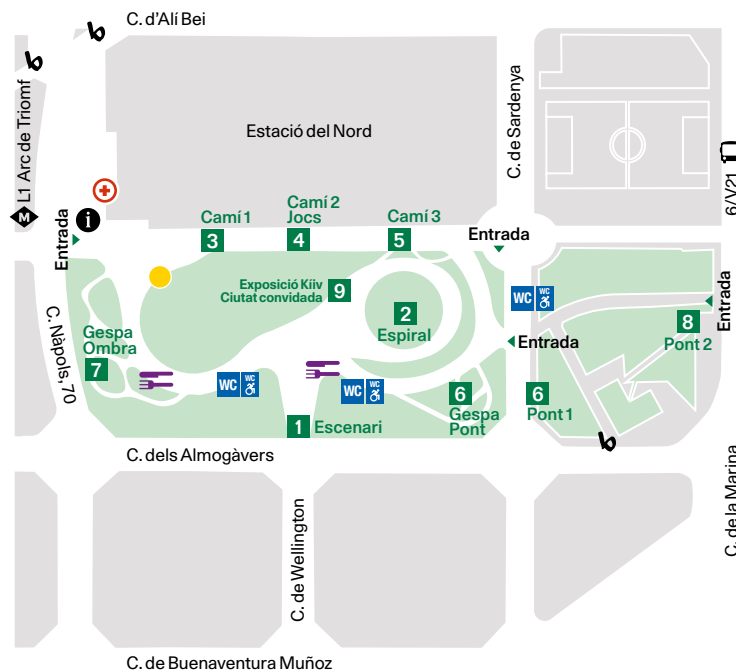 C. d'Alí Bei
L1 Arc de Triomf
M
Estació del Nord
C. de Sardenya
6/V21
i
Entrada
Camí 1
3
Camí 2
Jocs
4
Camí 3
5
Entrada
Exposició Kíiv
Ciutat convidada
9
2
Espiral
WC
WC
Entrada
8
Pont 2
Entrada
C. Nàpols, 70
Gespa
Ombra
7
WC
WC
WC
WC
6
Gespa
Pont
6
Pont 1
1
Escenari
C. dels Almogàvers
C. de la Marina
C. de Wellington
C. de Buenaventura Muñoz